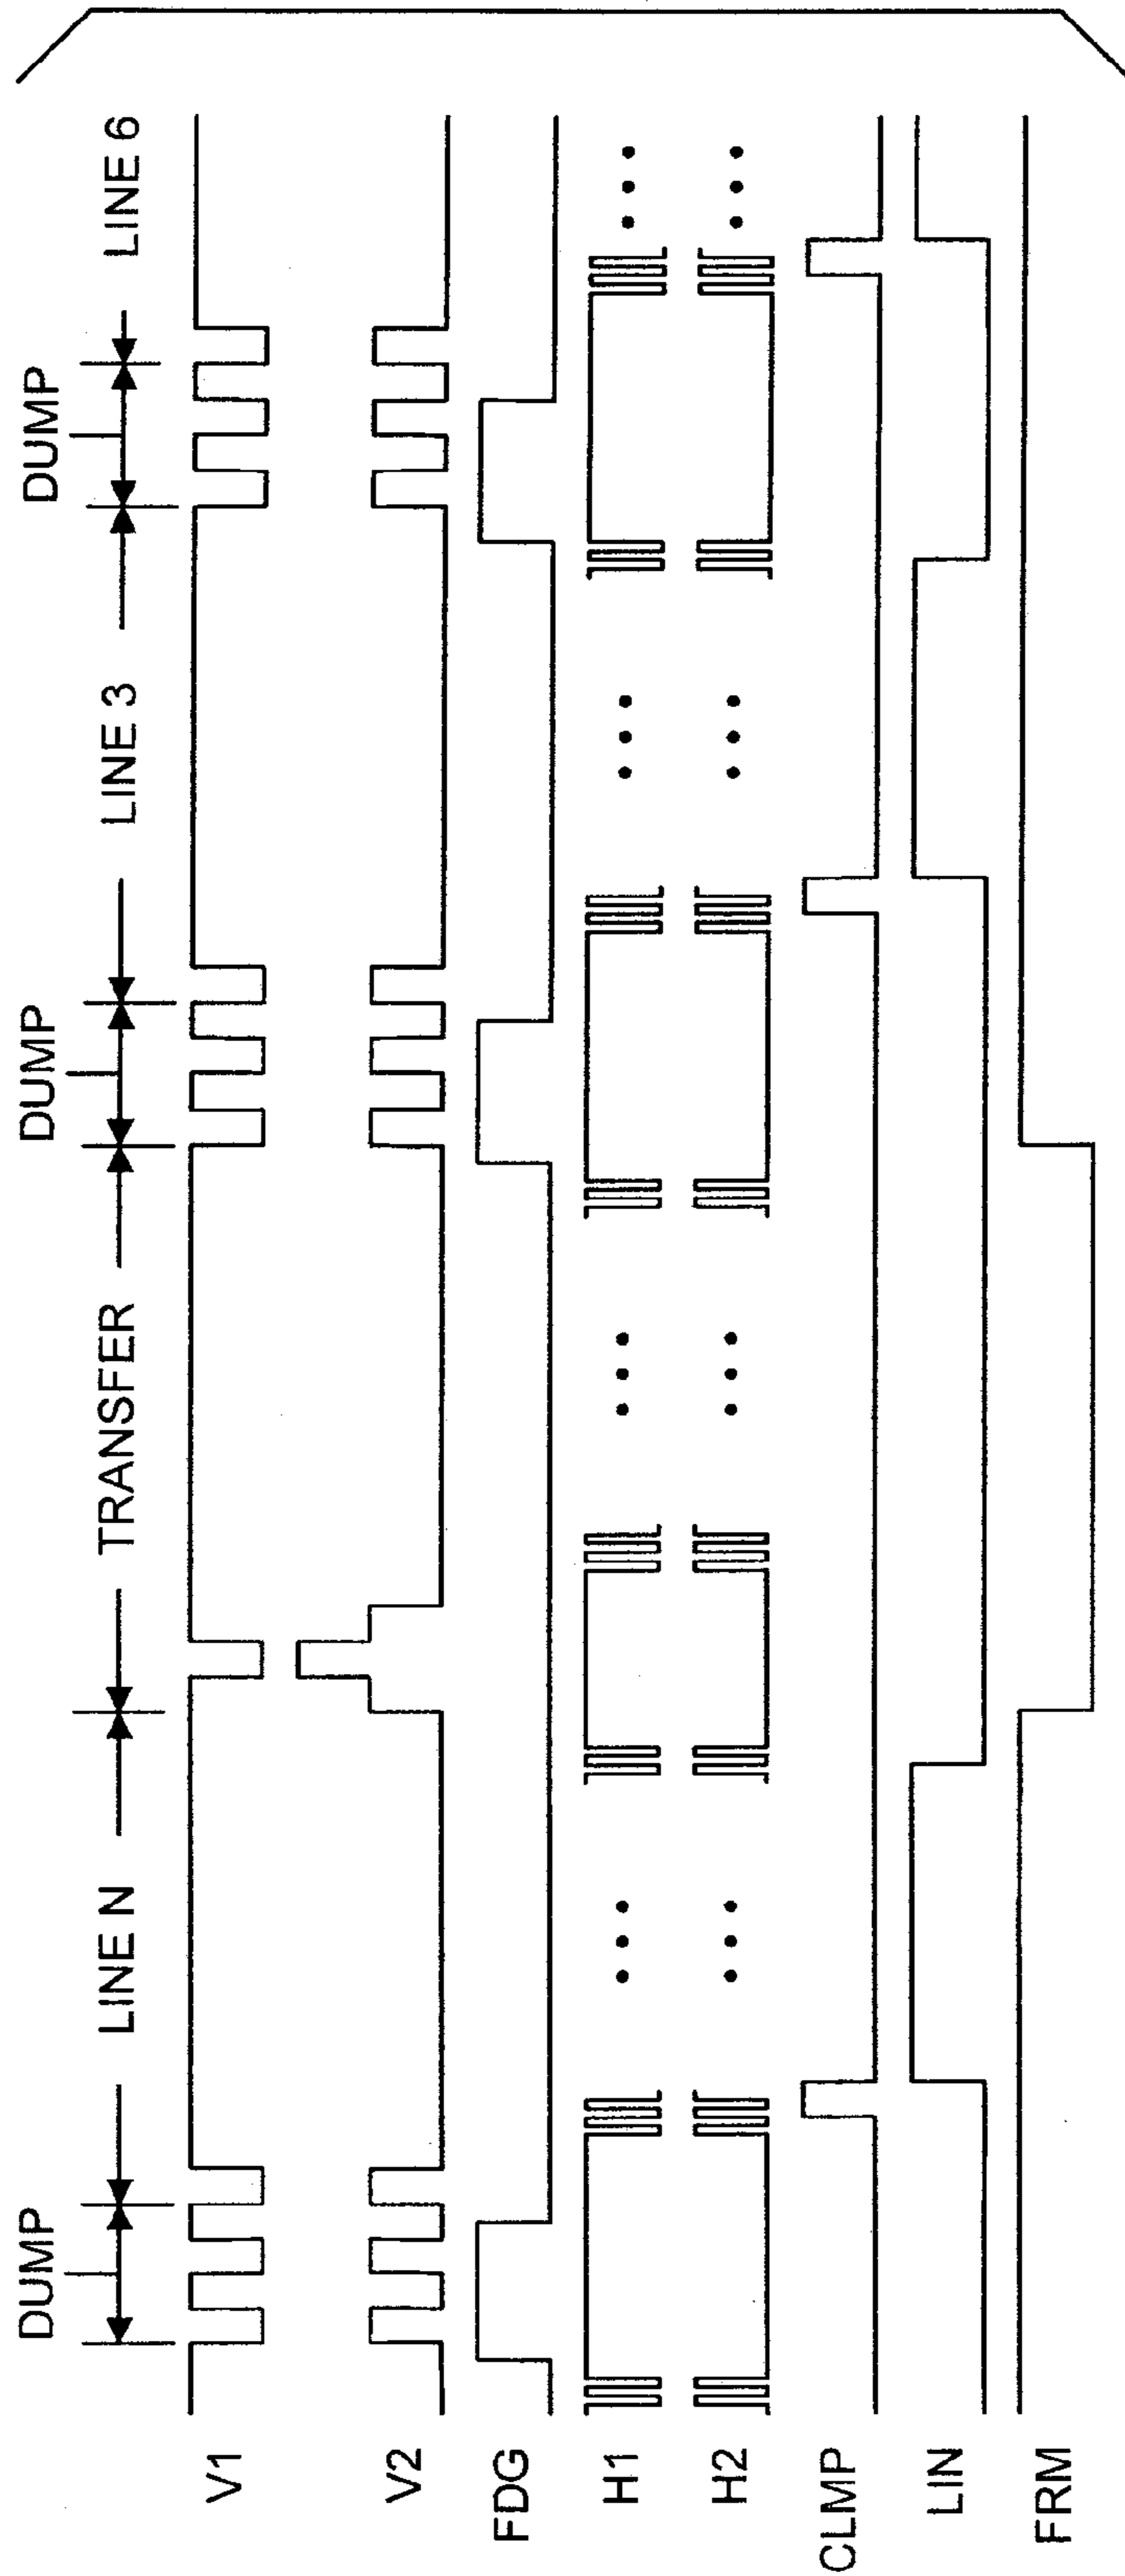 DUMP
DUMP
DUMP
LINE N
TRANSFER
LINE 3
LINE 6
V1
V2
FDG
H1
H2
CLMP
LIN
FRM